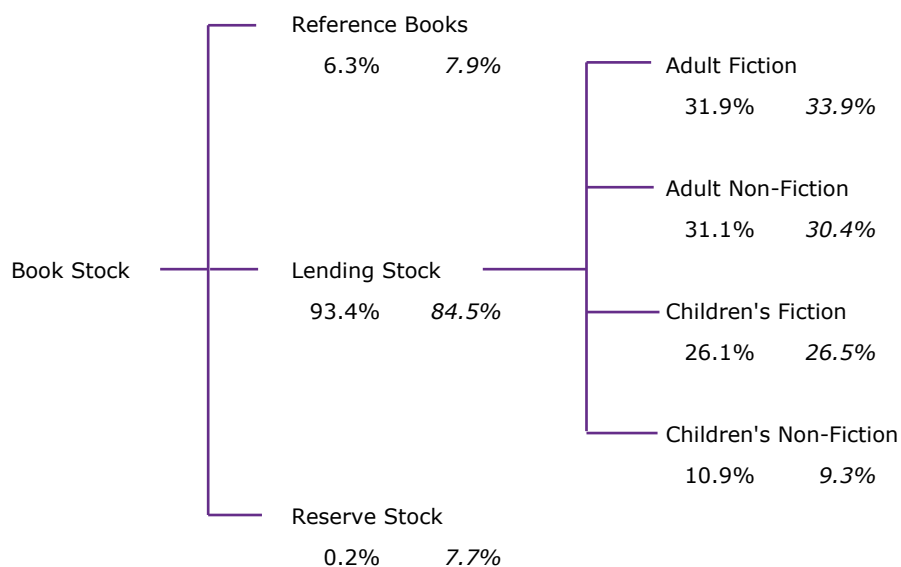 Reference Books
6.3% 7.9%
Adult Fiction
31.9% 33.9%
Adult Non-Fiction
31.1% 30.4%
Book Stock
Lending Stock
93.4% 84.5%
Children's Fiction
26.1% 26.5%
Children's Non-Fiction
10.9% 9.3%
Reserve Stock
0.2% 7.7%